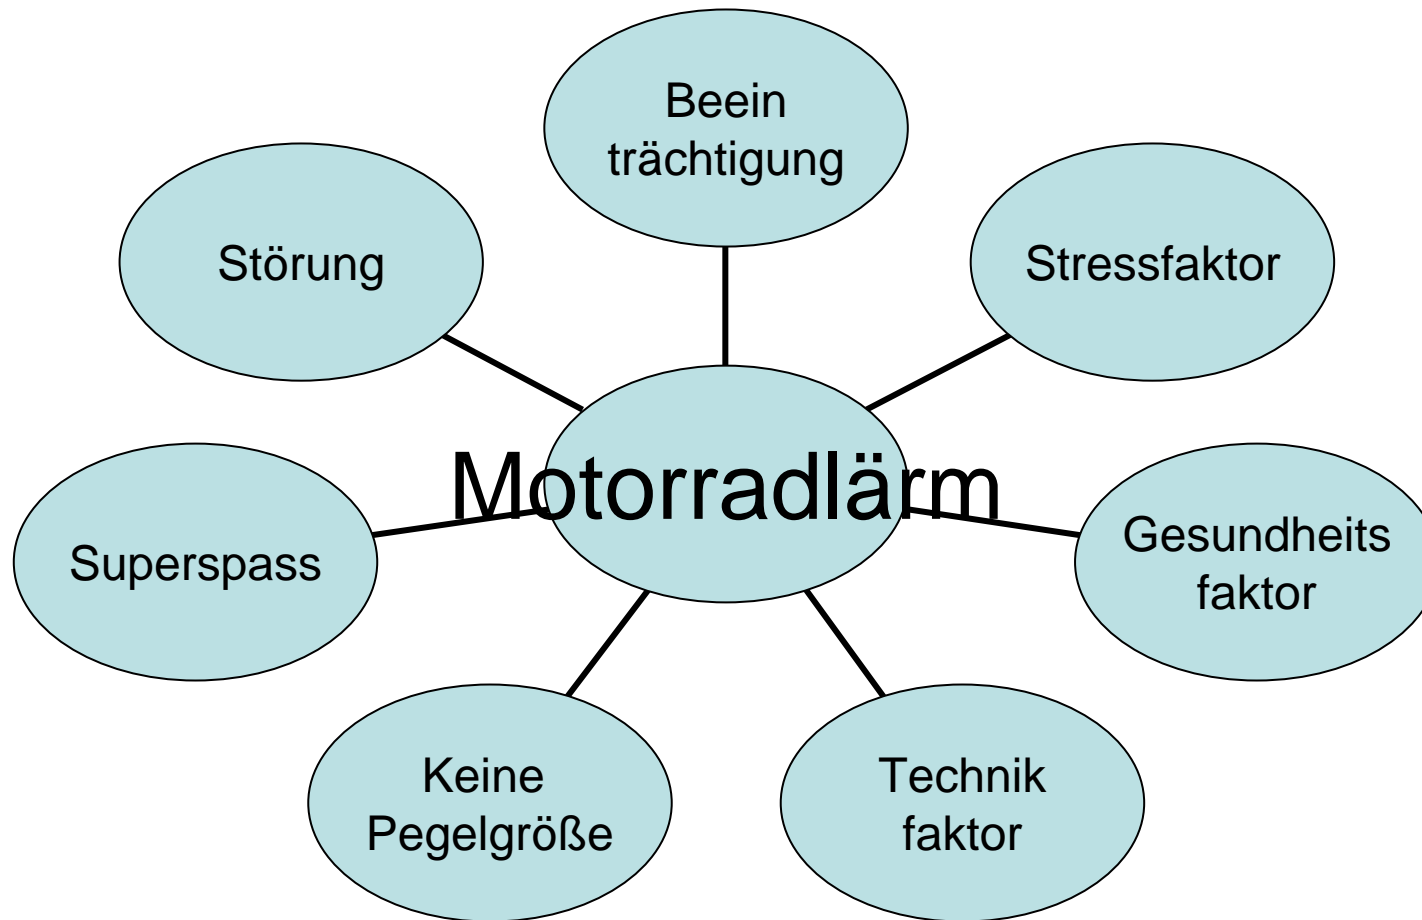 Beein
trächtigung
Störung
Stressfaktor
Motorradlärm
Superspass
Gesundheits
faktor
Keine
Pegelgröße
Technik
faktor